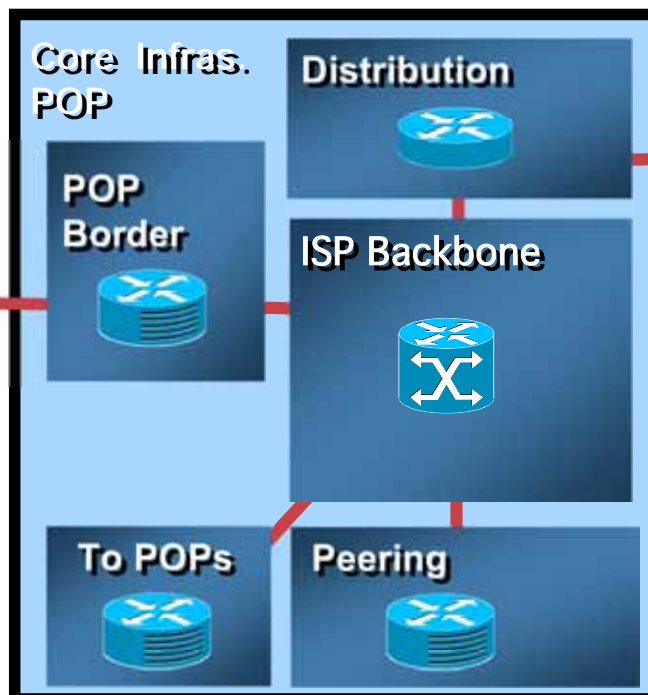 Core Infras.
POP
Distribution
POP
Border
ISP Backbone
To POPs
Peering